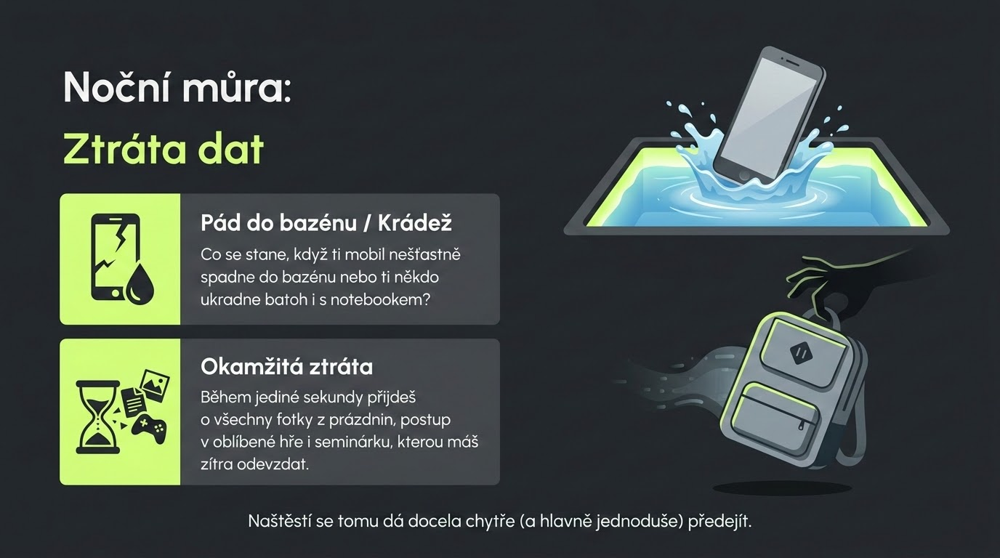 Noční můra:
Ztráta dat
Pád do bazénu / Krádež
Co se stane, když ti mobil nešťastně
spadne do bazénu nebo ti někdo
ukradne batoh i s notebookem?
Okamžitá ztráta
Během jediné sekundy přijdeš
o všechny fotky z prázdnin, postup
v oblíbené hře i seminárku, kterou máš
zítra odevzdat.
Naštěstí se tomu dá docela chytře (a hlavně jednoduše) předejít.